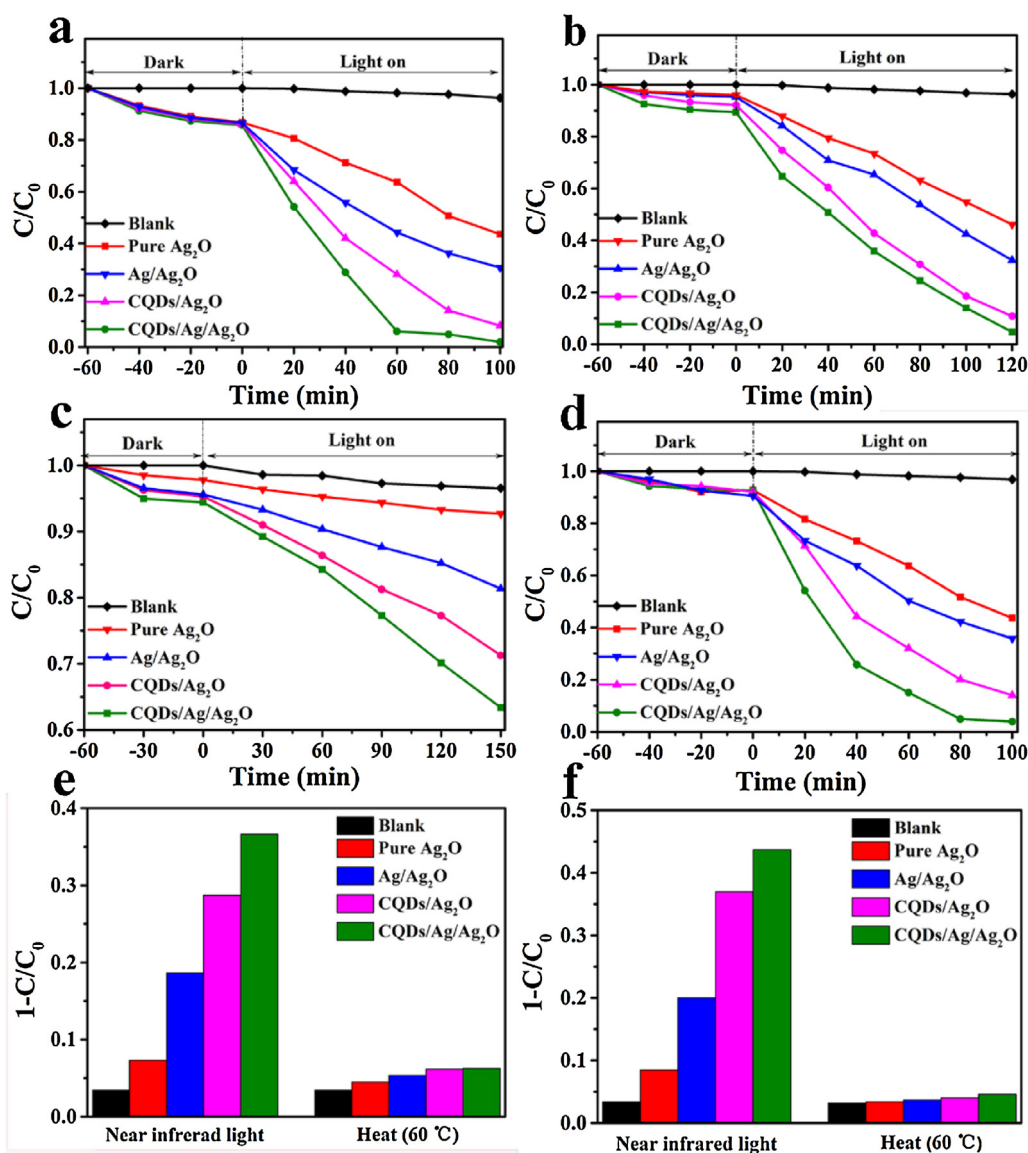 a
Dark Light on
C/C₀
1.0
0.8
0.6
0.4
0.2
0.0
Blank
Pure Ag₂O
Ag/Ag₂O
CQDs/Ag₂O
CQDs/Ag/Ag₂O
-60 -40 -20 0 20 40 60 80 100
Time (min)
b
Dark Light on
C/C₀
1.0
0.8
0.6
0.4
0.2
0.0
Blank
Pure Ag₂O
Ag/Ag₂O
CQDs/Ag₂O
CQDs/Ag/Ag₂O
-60 -40 -20 0 20 40 60 80 100 120
Time (min)
c
Dark Light on
C/C₀
1.0
0.9
0.8
0.7
0.6
Blank
Pure Ag₂O
Ag/Ag₂O
CQDs/Ag₂O
CQDs/Ag/Ag₂O
-60 -30 0 30 60 90 120 150
Time (min)
d
Dark Light on
C/C₀
1.0
0.8
0.6
0.4
0.2
0.0
Blank
Pure Ag₂O
Ag/Ag₂O
CQDs/Ag₂O
CQDs/Ag/Ag₂O
-60 -40 -20 0 20 40 60 80 100
Time (min)
e
1-C/C₀
0.4
0.3
0.2
0.1
0.0
Blank
Pure Ag₂O
Ag/Ag₂O
CQDs/Ag₂O
CQDs/Ag/Ag₂O
Near infrerad light Heat (60 ℃)
f
1-C/C₀
0.5
0.4
0.3
0.2
0.1
0.0
Blank
Pure Ag₂O
Ag/Ag₂O
CQDs/Ag₂O
CQDs/Ag/Ag₂O
Near infrared light Heat (60 ℃)